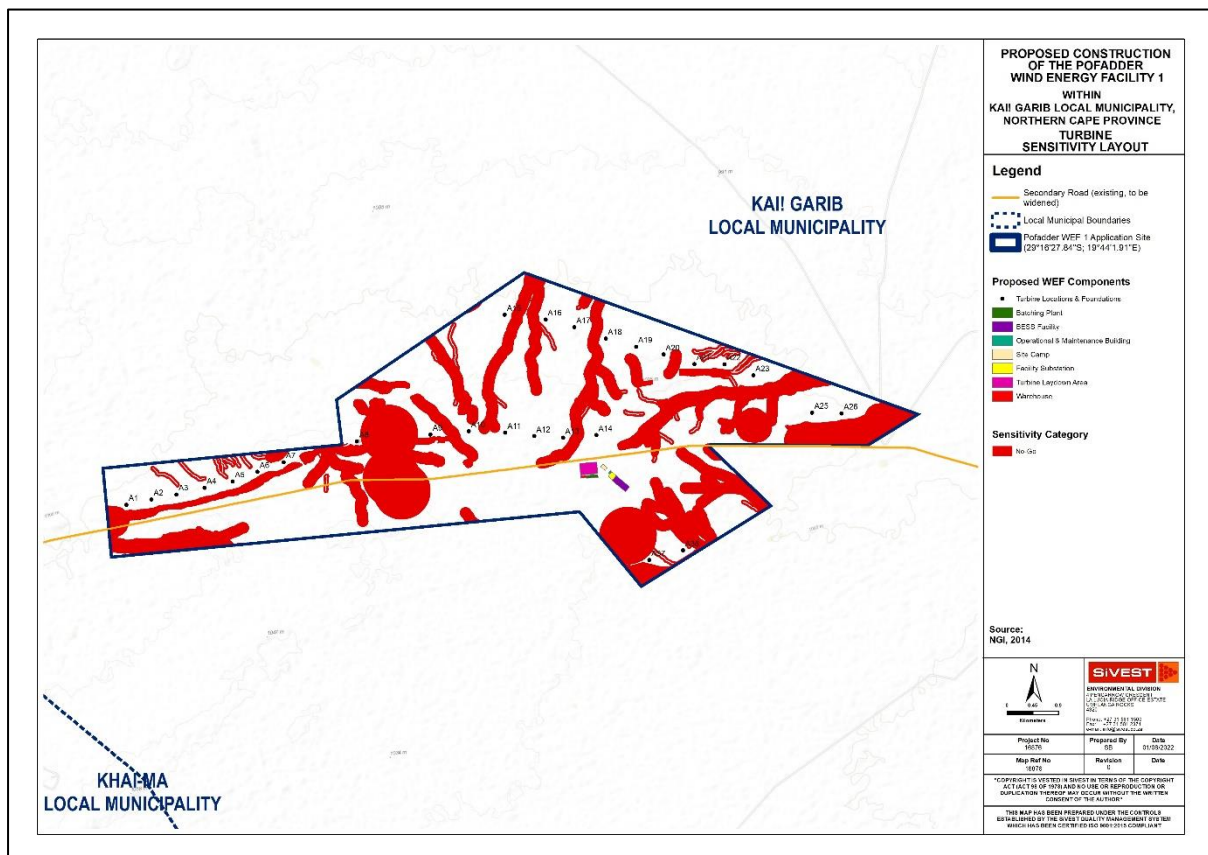 PROPOSED CONSTRUCTION
OF THE POFADDER
WIND ENERGY FACILITY 1
WITHIN
KAI! GARIB LOCAL MUNICIPALITY,
NORTHERN CAPE PROVINCE
TURBINE
SENSITIVITY LAYOUT
Legend
Secondary Road (existing, to be
widened)
Local Municipal Boundaries
Pofadder WEF 1 Application Site
(29°16'27.84"S; 19°44'1.91"E)
Proposed WEF Components
Turbine Locations & Foundations
Batching Plant
BESS Facility
Operational & Maintenance Building
Site Camp
Facility Substation
Turbine Laydown Area
Warehouse
Sensitivity Category
No-Go
Source:
NGI, 2014
N
0 0.45 0.9
Kilometers
SiVEST
ENVIRONMENTAL DIVISION
Project No
Prepared By
Date
SB
Map Ref No
Revision
Date
0
"COPYRIGHT IS VESTED IN SIVEST IN TERMS OF THE COPYRIGHT
ACT (ACT 98 OF 1978) AND NO USE OR REPRODUCTION OR
DUPLICATION THEREOF MAY OCCUR WITHOUT THE WRITTEN
CONSENT OF THE AUTHOR"
THIS MAP HAS BEEN PREPARED UNDER THE CONTROLS
ESTABLISHED BY THE SIVEST QUALITY MANAGEMENT SYSTEM
WHICH HAS BEEN CERTIFIED ISO 9001:2015 COMPLIANT
KAI! GARIB
LOCAL MUNICIPALITY
A16
A17
A18
A19
A20
A23
A25
A26
A9
A10
A11
A12
A14
A1
A2
A3
A4
A5
A6
A7
KHAI-MA
LOCAL MUNICIPALITY